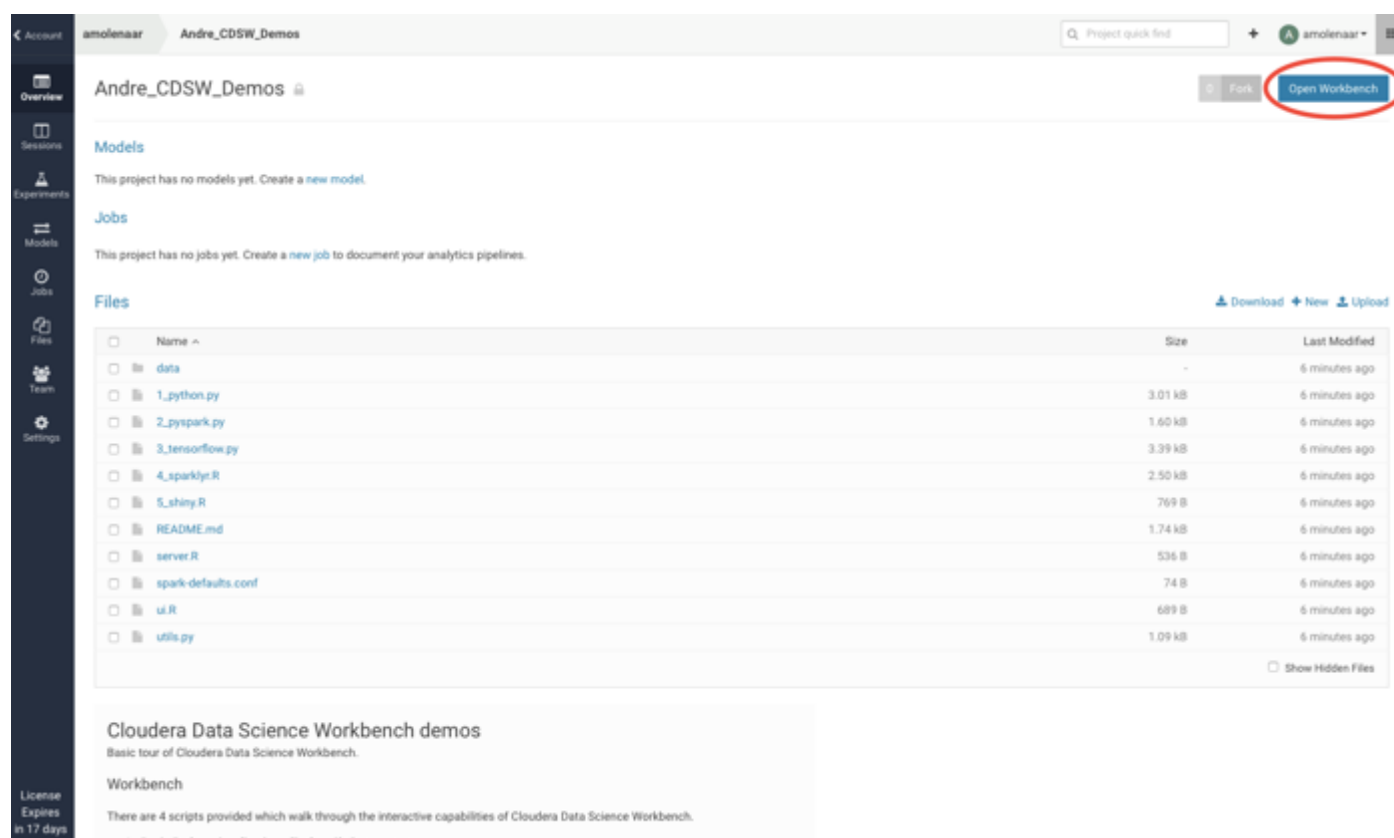 Account
amolenaar
Andre_CDSW_Demos
Project quick find
A
amolenaar
Overview
Sessions
Experiments
Models
Jobs
Files
Team
Settings
License
Expires
in 17 days
Andre_CDSW_Demos
0 Fork
Open Workbench
Models
This project has no models yet. Create a new model.
Jobs
This project has no jobs yet. Create a new job to document your analytics pipelines.
Files
Download New Upload
Name Size Last Modified
data - 6 minutes ago
1_python.py 3.01 kB 6 minutes ago
2_pyspark.py 1.60 kB 6 minutes ago
3_tensorflow.py 3.39 kB 6 minutes ago
4_sparklyr.R 2.50 kB 6 minutes ago
5_shiny.R 769 B 6 minutes ago
README.md 1.74 kB 6 minutes ago
server.R 536 B 6 minutes ago
spark-defaults.conf 74 B 6 minutes ago
ui.R 689 B 6 minutes ago
utils.py 1.09 kB 6 minutes ago
Show Hidden Files
Cloudera Data Science Workbench demos
Basic tour of Cloudera Data Science Workbench.
Workbench
There are 4 scripts provided which walk through the interactive capabilities of Cloudera Data Science Workbench.